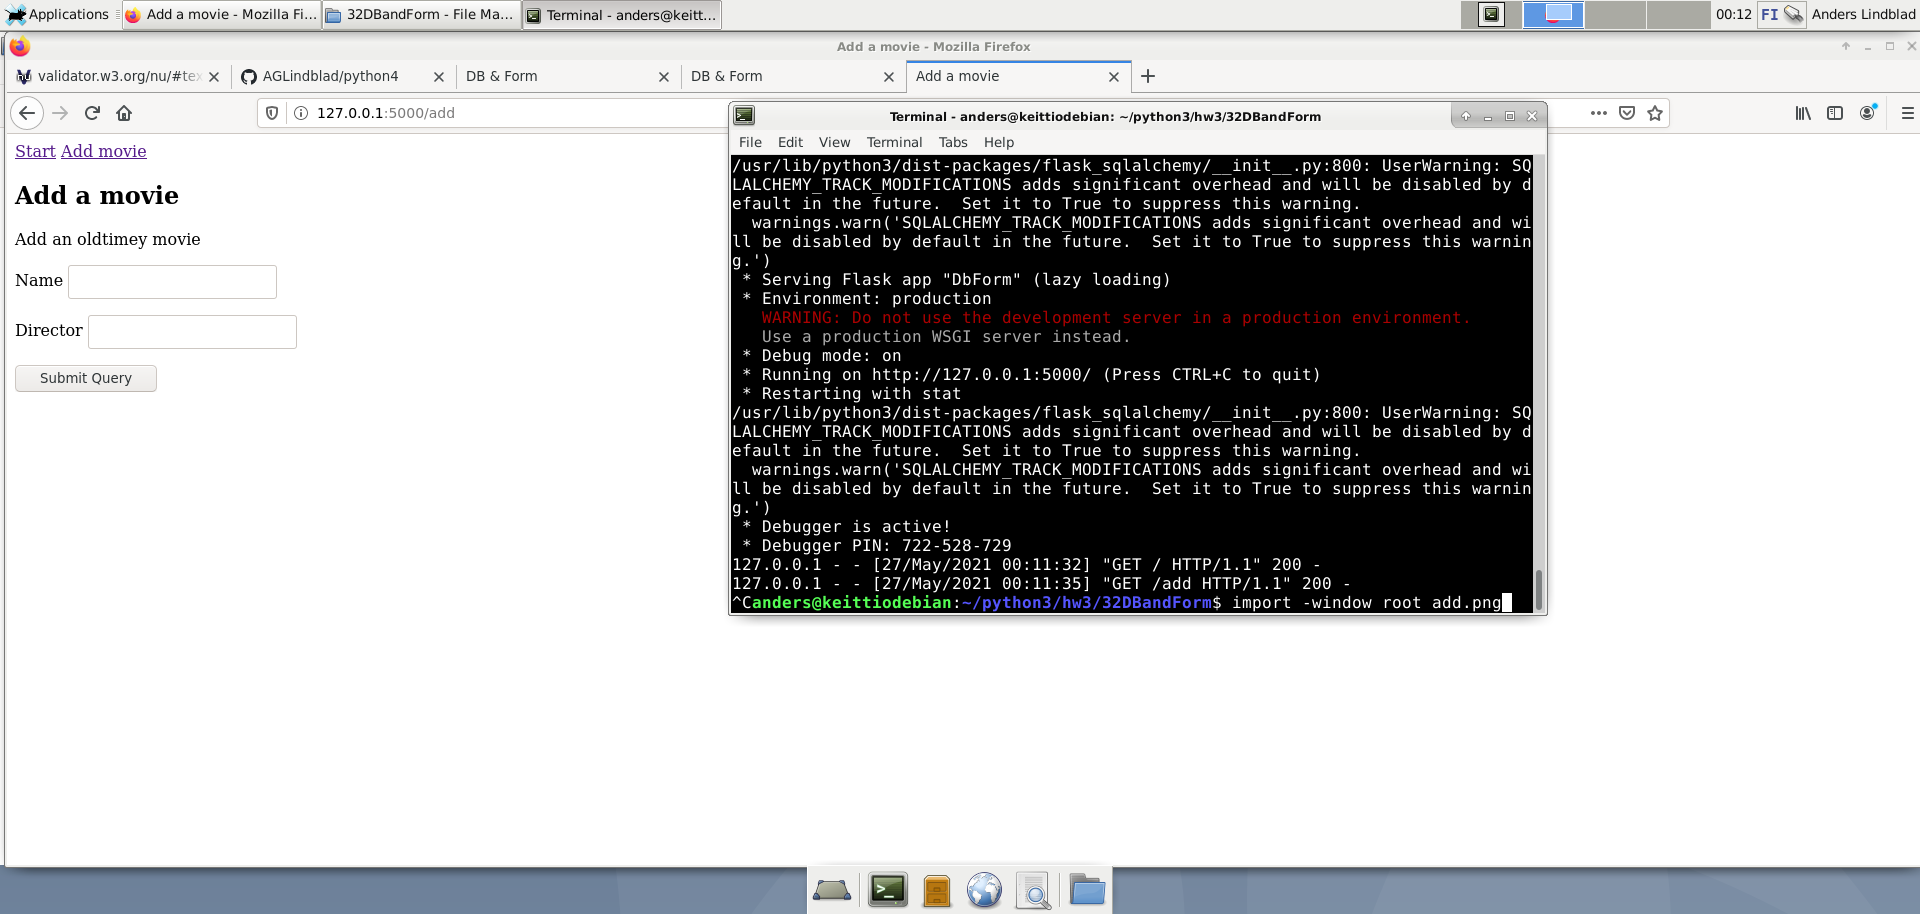 Applications
Add a movie - Mozilla Fi...
32DBandForm - File Ma...
Terminal - anders@keitt...
00:12
FI
Anders Lindblad
Add a movie - Mozilla Firefox
validator.w3.org/nu/#tex
AGLindblad/python4
DB & Form
DB & Form
Add a movie
127.0.0.1:5000/add
Start Add movie
Add a movie
Add an oldtimey movie
Name
Director
Submit Query
Terminal - anders@keittiodebian: ~/python3/hw3/32DBandForm
File Edit View Terminal Tabs Help
/usr/lib/python3/dist-packages/flask_sqlalchemy/__init__.py:800: UserWarning: SQ
LALCHEMY_TRACK_MODIFICATIONS adds significant overhead and will be disabled by d
efault in the future.  Set it to True to suppress this warning.
  warnings.warn('SQLALCHEMY_TRACK_MODIFICATIONS adds significant overhead and wi
ll be disabled by default in the future.  Set it to True to suppress this warnin
g.')
 * Serving Flask app "DbForm" (lazy loading)
 * Environment: production
   WARNING: Do not use the development server in a production environment.
   Use a production WSGI server instead.
 * Debug mode: on
 * Running on http://127.0.0.1:5000/ (Press CTRL+C to quit)
 * Restarting with stat
/usr/lib/python3/dist-packages/flask_sqlalchemy/__init__.py:800: UserWarning: SQ
LALCHEMY_TRACK_MODIFICATIONS adds significant overhead and will be disabled by d
efault in the future.  Set it to True to suppress this warning.
  warnings.warn('SQLALCHEMY_TRACK_MODIFICATIONS adds significant overhead and wi
ll be disabled by default in the future.  Set it to True to suppress this warnin
g.')
 * Debugger is active!
 * Debugger PIN: 722-528-729
127.0.0.1 - - [27/May/2021 00:11:32] "GET / HTTP/1.1" 200 -
127.0.0.1 - - [27/May/2021 00:11:35] "GET /add HTTP/1.1" 200 -
^Canders@keittiodebian:~/python3/hw3/32DBandForm$ import -window root add.png